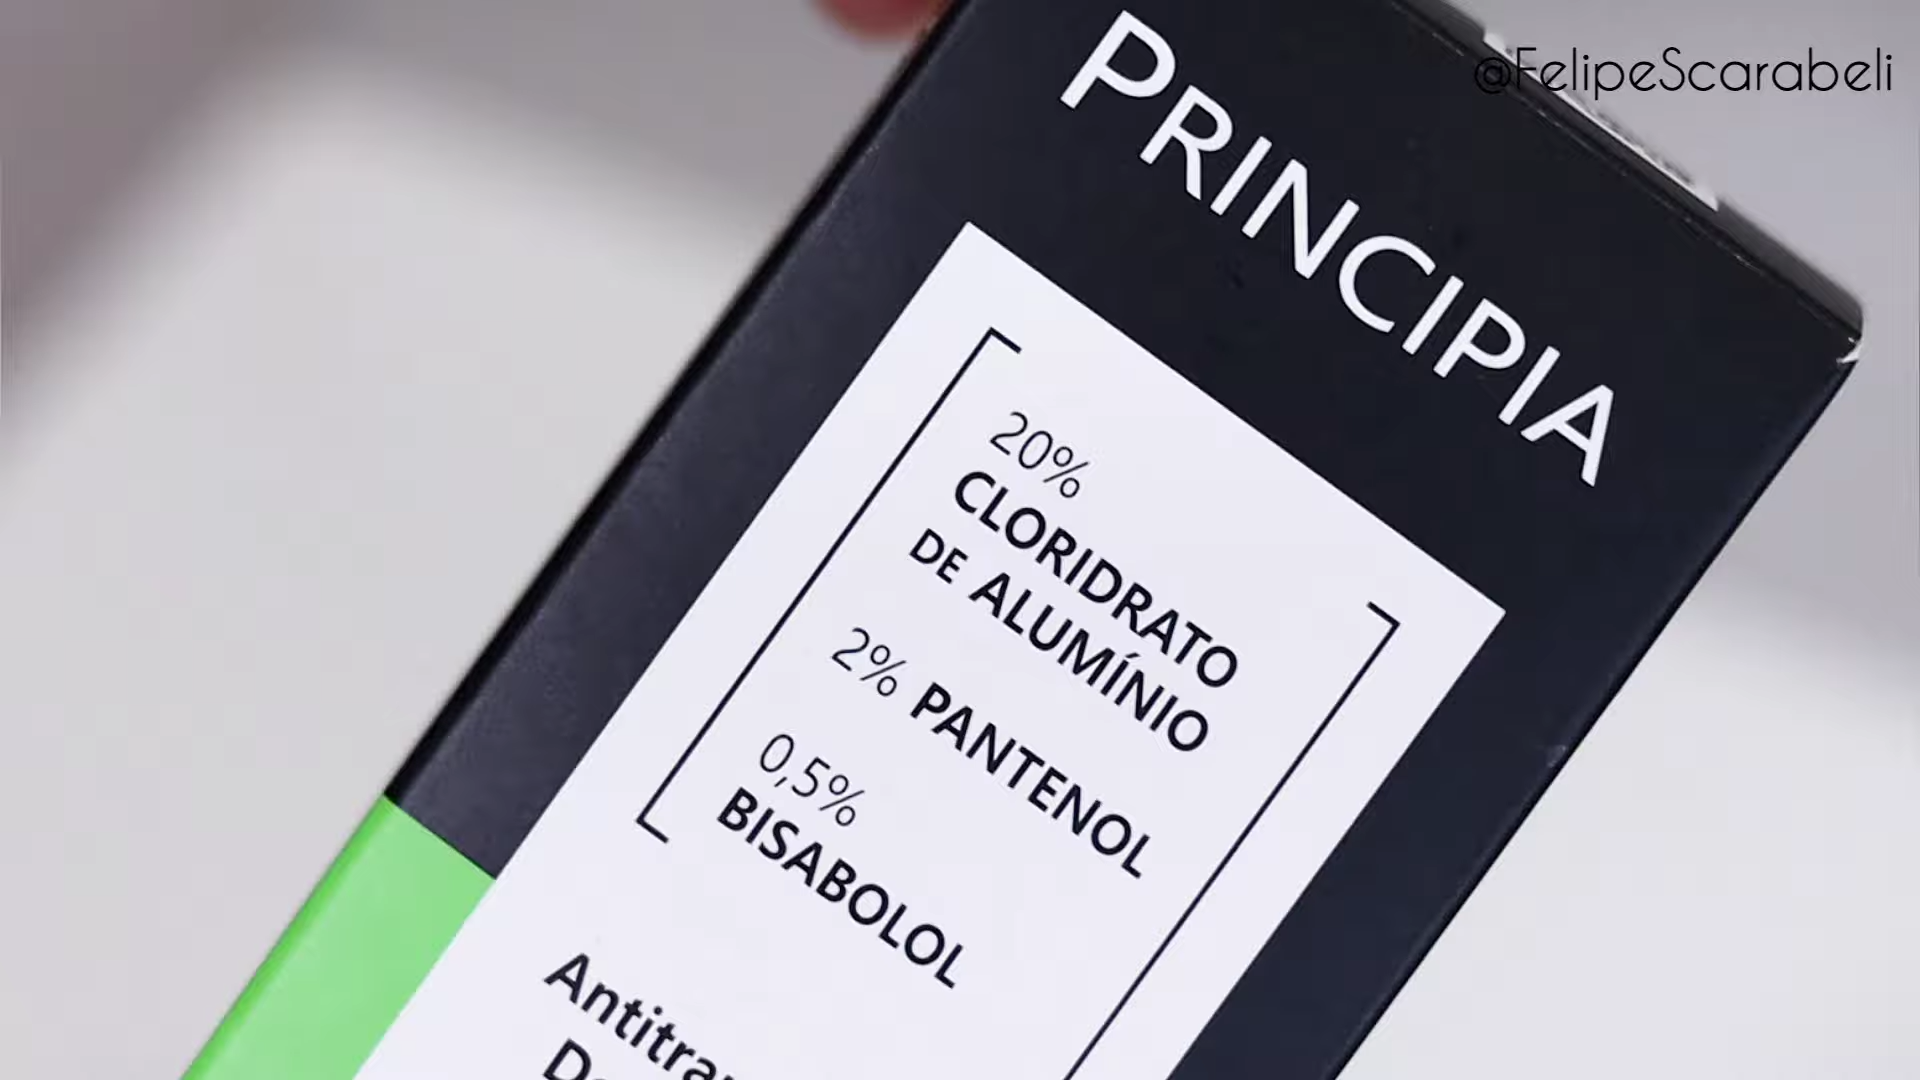 @FelipeScarabeli
PRINCIPIA
20%
CLORIDRATO
DE ALUMÍNIO
2% PANTENOL
0,5%
BISABOLOL